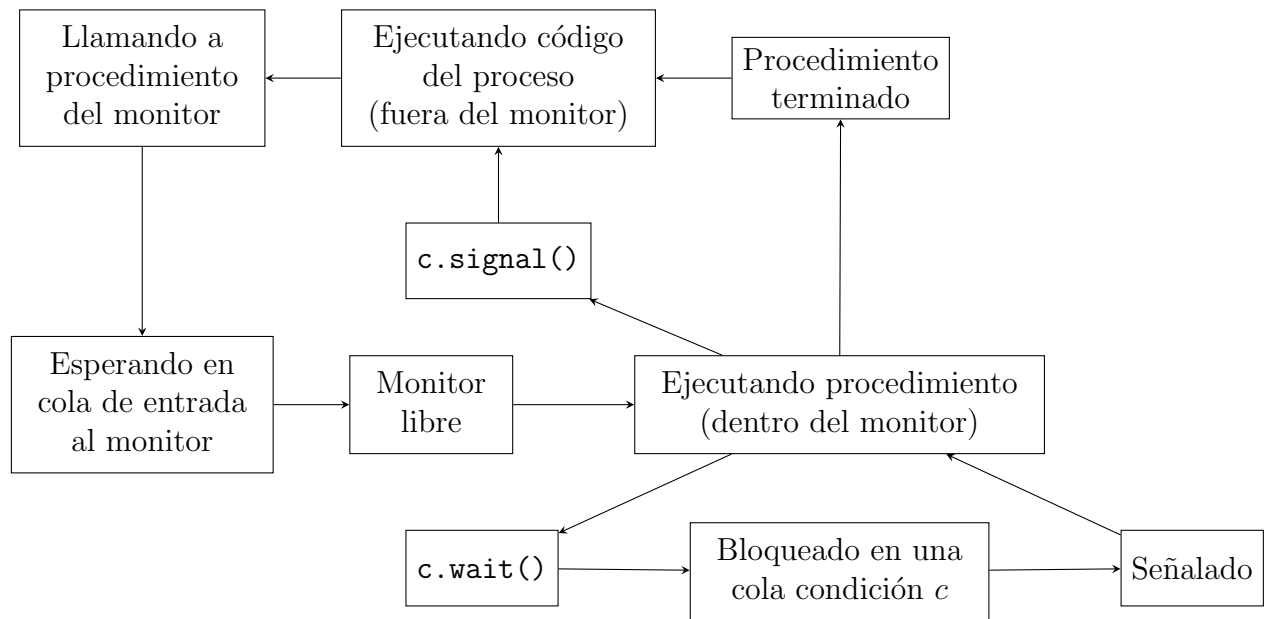 Llamando a
procedimiento
del monitor
Ejecutando código
del proceso
(fuera del monitor)
Procedimiento
terminado
c.signal()
Esperando en
cola de entrada
al monitor
Monitor
libre
Ejecutando procedimiento
(dentro del monitor)
c.wait()
Bloqueado en una
cola condición c
Señalado